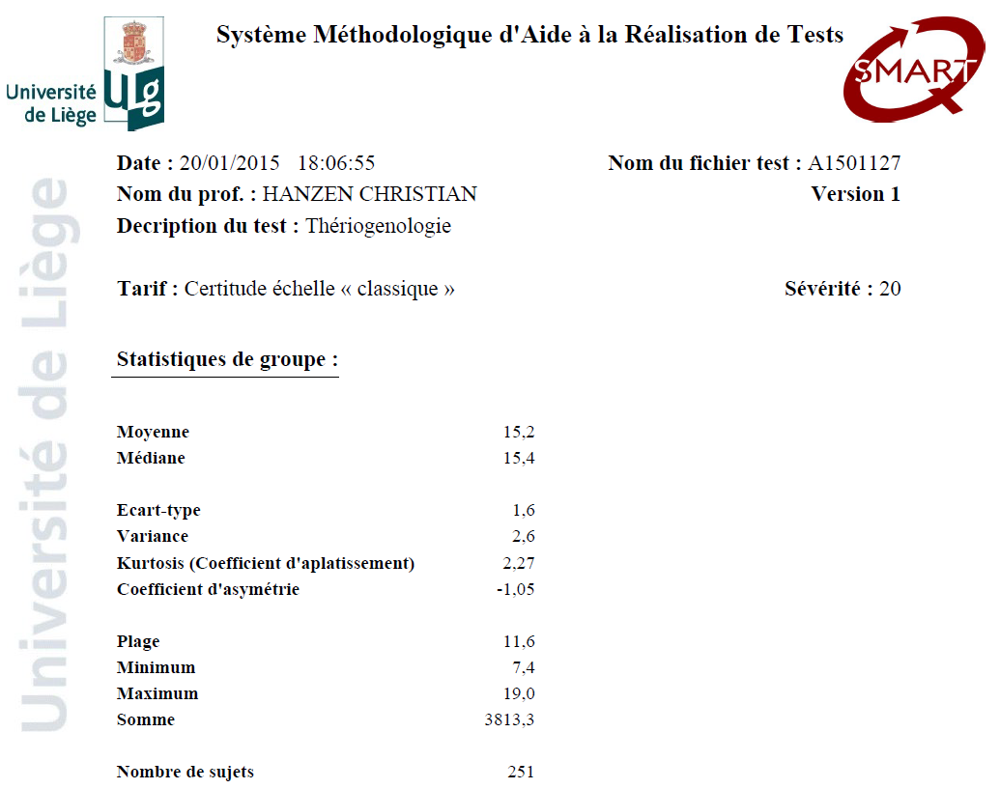 Système Méthodologique d'Aide à la Réalisation de Tests
Université
de Liège
ULg
SMART
Date : 20/01/2015 18:06:55
Nom du fichier test : A1501127
Nom du prof. : HANZEN CHRISTIAN
Version 1
Decription du test : Thériogenologie
Tarif : Certitude échelle « classique »
Sévérité : 20
Statistiques de groupe :
Moyenne 15,2
Médiane 15,4
Ecart-type 1,6
Variance 2,6
Kurtosis (Coefficient d'aplatissement) 2,27
Coefficient d'asymétrie -1,05
Plage 11,6
Minimum 7,4
Maximum 19,0
Somme 3813,3
Nombre de sujets 251
Université de Liège